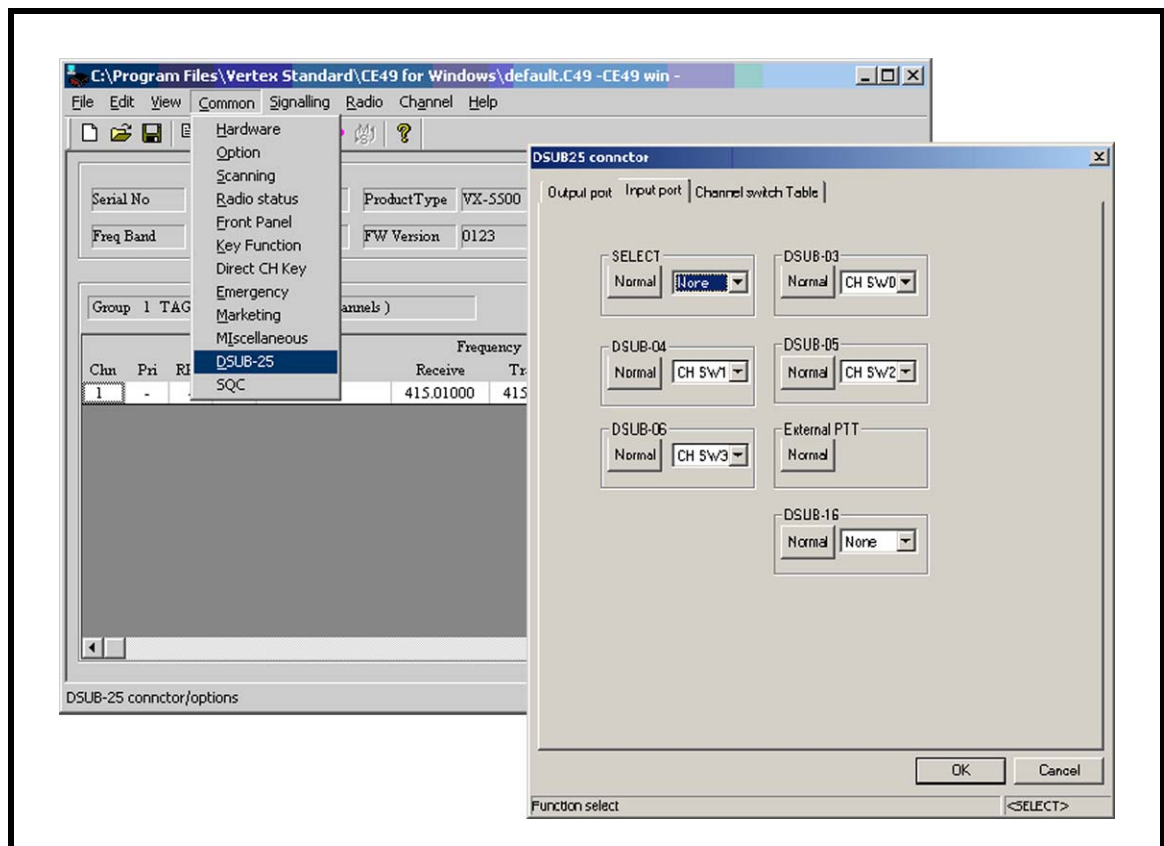 C:\Program Files\Vertex Standard\CE49 for Windows\default.C49 -CE49 win -
File Edit View Common Signalling Radio Channel Help
Hardware
Option
Scanning
Radio status
Front Panel
Key Function
Direct CH Key
Emergency
Marketing
MIscellaneous
DSUB-25
SQC
Serial No
ProductType VX-5500
Freq Band
FW Version 0123
Group 1 TAG
Frequency
Chn Pri Receive
1 - 415.01000 415
DSUB-25 connctor/options
DSUB25 connctor
Output port Input port Channel switch Table
SELECT
Normal None
DSUB-03
Normal CH SW0
DSUB-04
Normal CH SW1
DSUB-05
Normal CH SW2
DSUB-06
Normal CH SW3
External PTT
Normal
DSUB-16
Normal None
OK Cancel
Function select <SELECT>